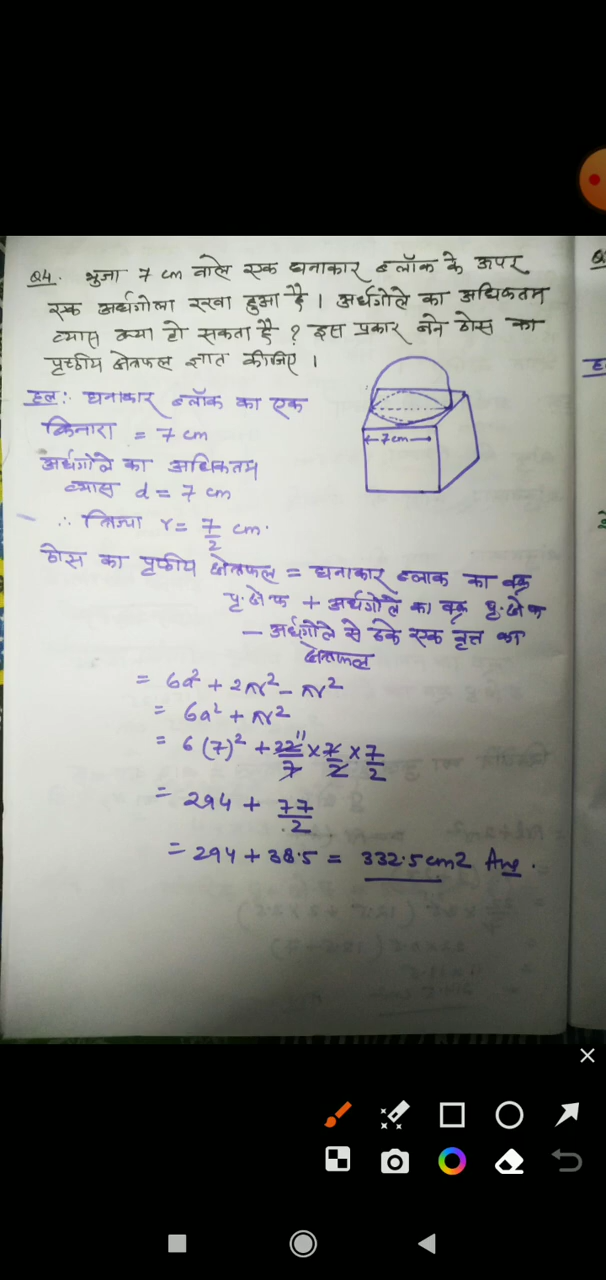 Q4. भुजा 7 cm वाले एक घनाकार ब्लॉक के ऊपर
एक अर्धगोला रखा हुआ है। अर्धगोले का अधिकतम
व्यास क्या हो सकता है? इस प्रकार बने ठोस का
पृष्ठीय क्षेत्रफल ज्ञात कीजिए।
हल: घनाकार ब्लॉक का एक
किनारा = 7 cm
←7cm→
अर्धगोले का अधिकतम
व्यास d = 7 cm
∴ त्रिज्या r = 7/2 cm.
ठोस का पृष्ठीय क्षेत्रफल = घनाकार ब्लाक का वक्र
पृ. क्षेक + अर्धगोले का वक्र पृ. क्षेक
- अर्धगोले से ढके एक वृत्त का
क्षेत्रफल
= 6a² + 2πr² - πr²
= 6a² + πr²
= 6 (7)² + 22/7 11 × 7/2 × 7/2
= 294 + 77/2
= 294 + 38.5 = 332.5 cm2 Ans.